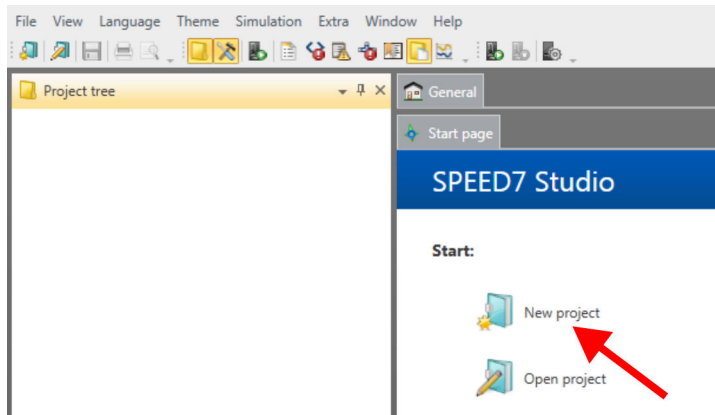 File View Language Theme Simulation Extra Window Help
Project tree
General
Start page
SPEED7 Studio
Start:
New project
Open project